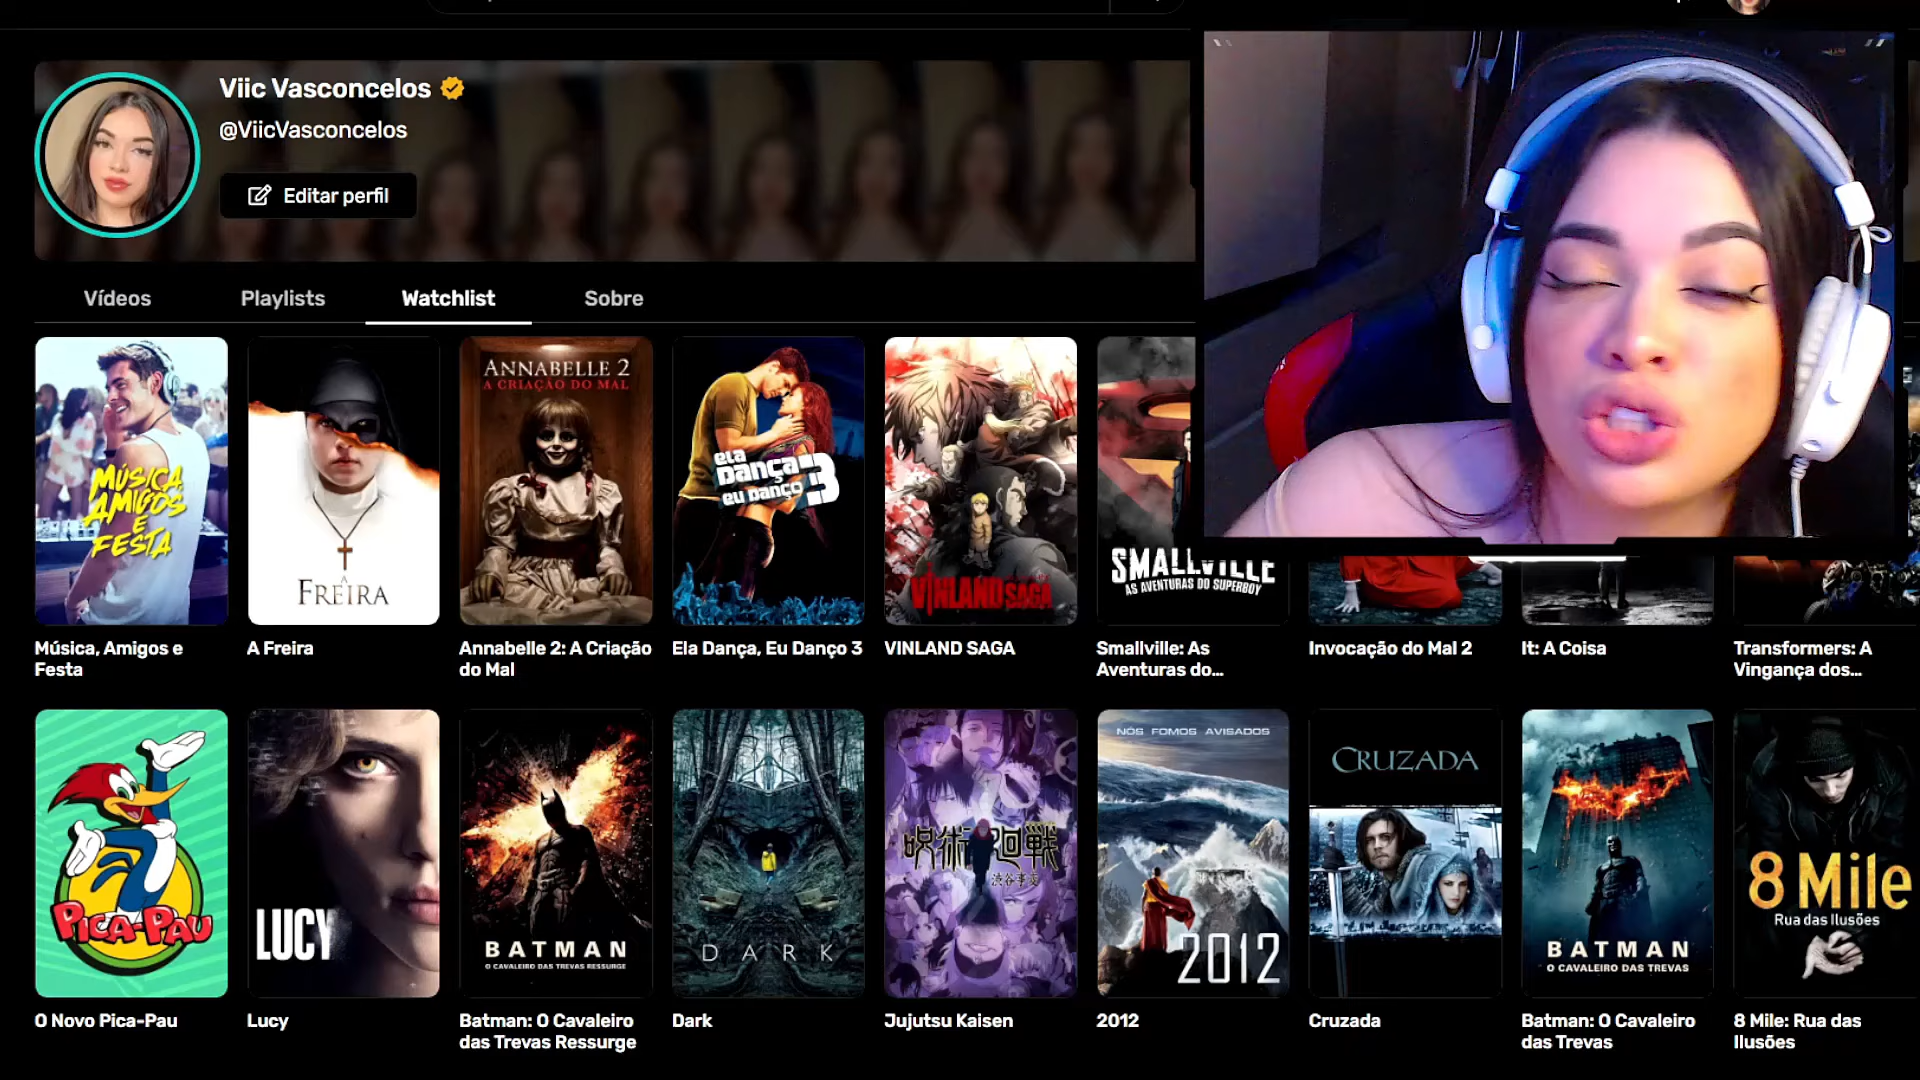 Viic Vasconcelos
@ViicVasconcelos
Editar perfil
Vídeos
Playlists
Watchlist
Sobre
MÚSICA,
AMIGOS
E
FESTA
A
FREIRA
ANNABELLE 2
A CRIAÇÃO DO MAL
ela
Dança,
eu Danço 3
VINLAND SAGA
SMALLVILLE
AS AVENTURAS DO SUPERBOY
Música, Amigos e
Festa
A Freira
Annabelle 2: A Criação
do Mal
Ela Dança, Eu Danço 3
VINLAND SAGA
Smallville: As
Aventuras do...
Invocação do Mal 2
It: A Coisa
Transformers: A
Vingança dos...
PICA-PAU
LUCY
BATMAN
O CAVALEIRO DAS TREVAS RESSURGE
DARK
呪術廻戦
渋谷事変
NÓS FOMOS AVISADOS
2012
CRUZADA
BATMAN
O CAVALEIRO DAS TREVAS
8 Mile
Rua das Ilusões
O Novo Pica-Pau
Lucy
Batman: O Cavaleiro
das Trevas Ressurge
Dark
Jujutsu Kaisen
2012
Cruzada
Batman: O Cavaleiro
das Trevas
8 Mile: Rua das
Ilusões